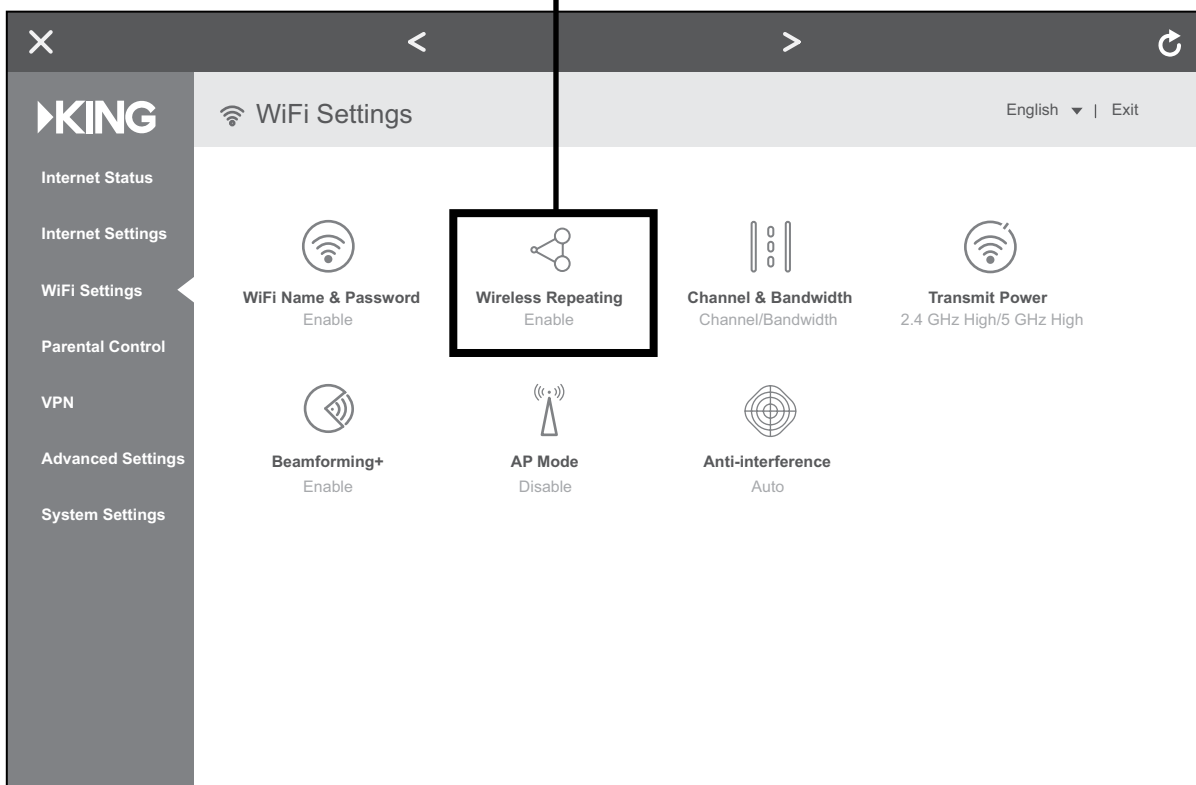 KING
WiFi Settings
English | Exit
Internet Status
Internet Settings
WiFi Settings
Parental Control
VPN
Advanced Settings
System Settings
WiFi Name & Password
Enable
Wireless Repeating
Enable
Channel & Bandwidth
Channel/Bandwidth
Transmit Power
2.4 GHz High/5 GHz High
Beamforming+
Enable
AP Mode
Disable
Anti-interference
Auto